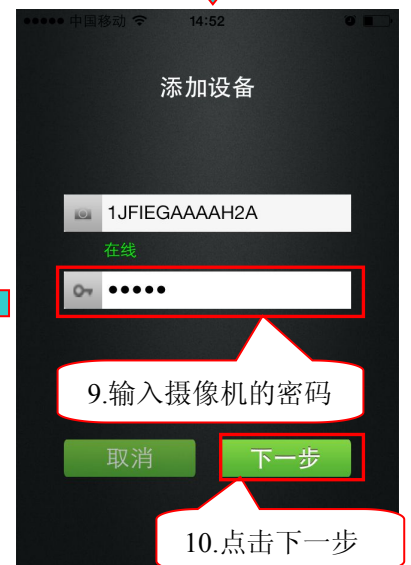 中国移动 14:52
添加设备
1JFIEGAAAAH2A
在线
•••••
9.输入摄像机的密码
取消 下一步
10.点击下一步